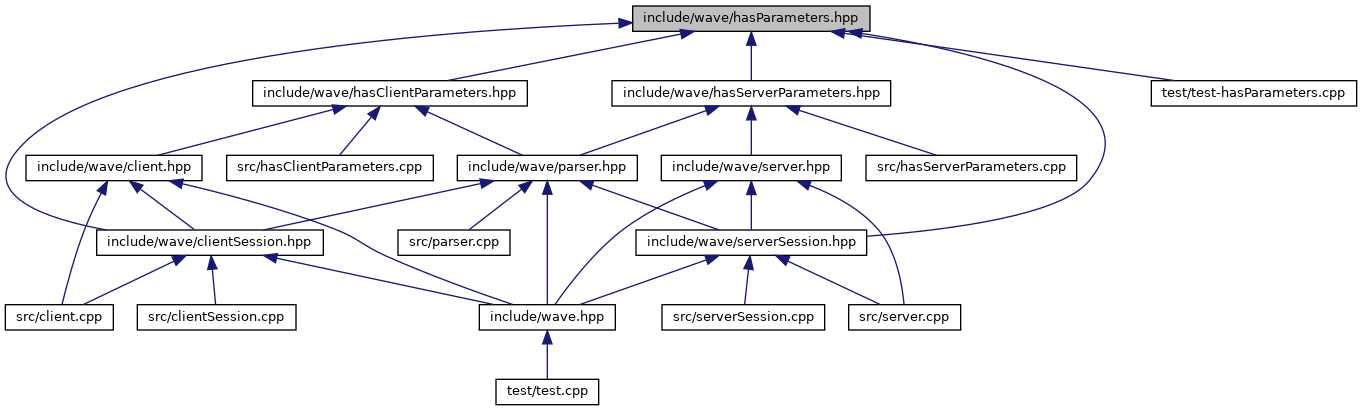 include/wave/hasParameters.hpp
include/wave/hasClientParameters.hpp
include/wave/hasServerParameters.hpp
test/test-hasParameters.cpp
include/wave/client.hpp
src/hasClientParameters.cpp
include/wave/parser.hpp
include/wave/server.hpp
src/hasServerParameters.cpp
include/wave/clientSession.hpp
src/parser.cpp
include/wave/serverSession.hpp
src/client.cpp
src/clientSession.cpp
include/wave.hpp
src/serverSession.cpp
src/server.cpp
test/test.cpp